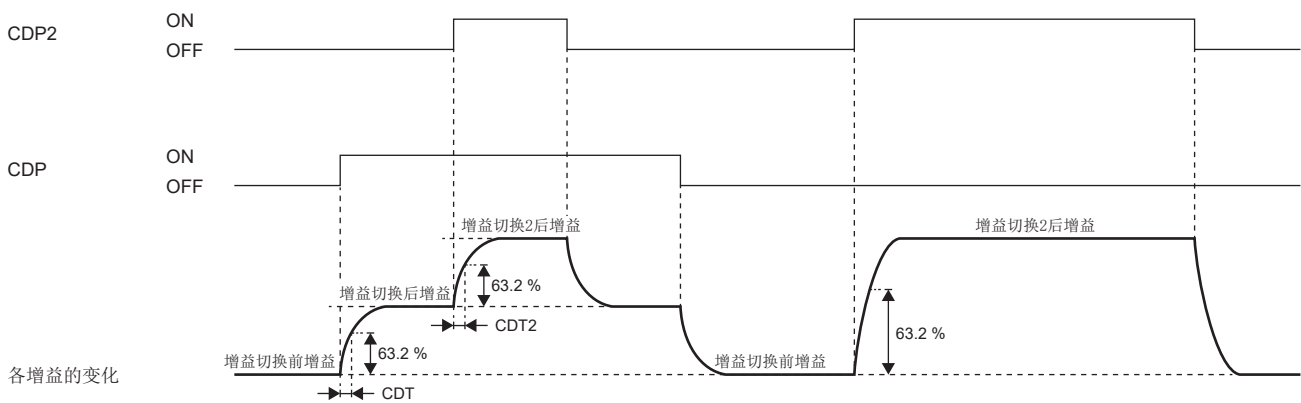 CDP2
ON
OFF
CDP
ON
OFF
增益切换2后增益
增益切换2后增益
63.2 %
增益切换后增益
CDT2
63.2 %
63.2 %
增益切换前增益
增益切换前增益
各增益的变化
CDT